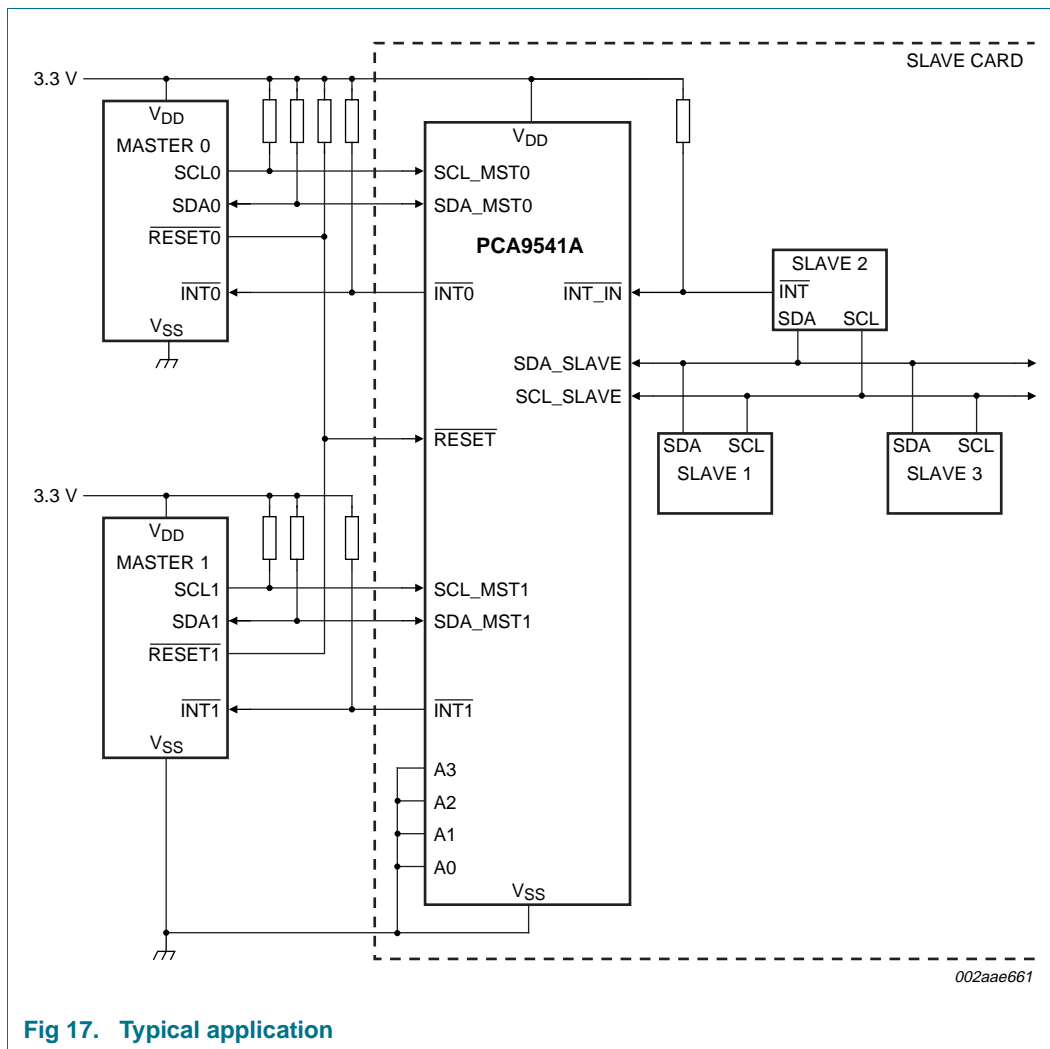 SLAVE CARD
3.3 V
VDD
MASTER 0
SCL0
SDA0
RESET0
INT0
VSS
VDD
SCL_MST0
SDA_MST0
PCA9541A
INT0
INT_IN
SLAVE 2
INT
SDA SCL
SDA_SLAVE
SCL_SLAVE
RESET
SDA SCL
SLAVE 1
SDA SCL
SLAVE 3
3.3 V
VDD
MASTER 1
SCL1
SDA1
RESET1
INT1
VSS
SCL_MST1
SDA_MST1
INT1
A3
A2
A1
A0
VSS
002aae661
Fig 17. Typical application